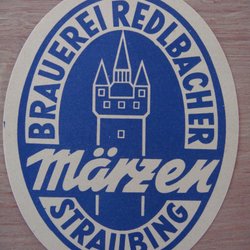 BRAUEREI REDLBACHER
Märzen
STRAUBING